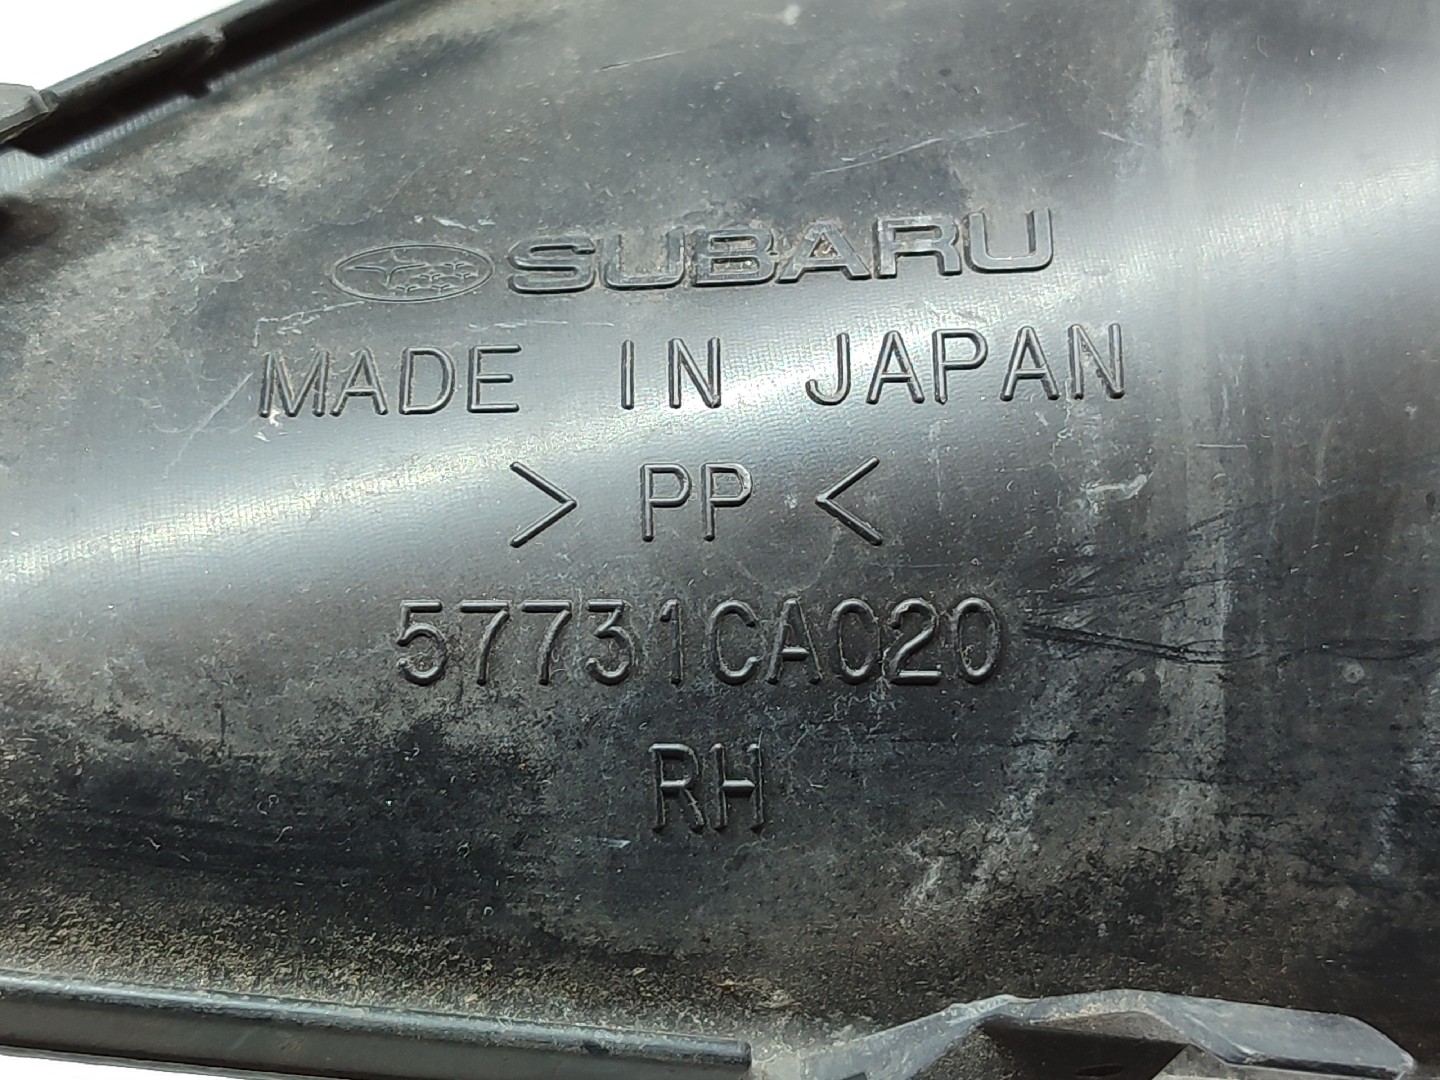 SUBARU
MADE IN JAPAN
> PP <
57731CA020
RH